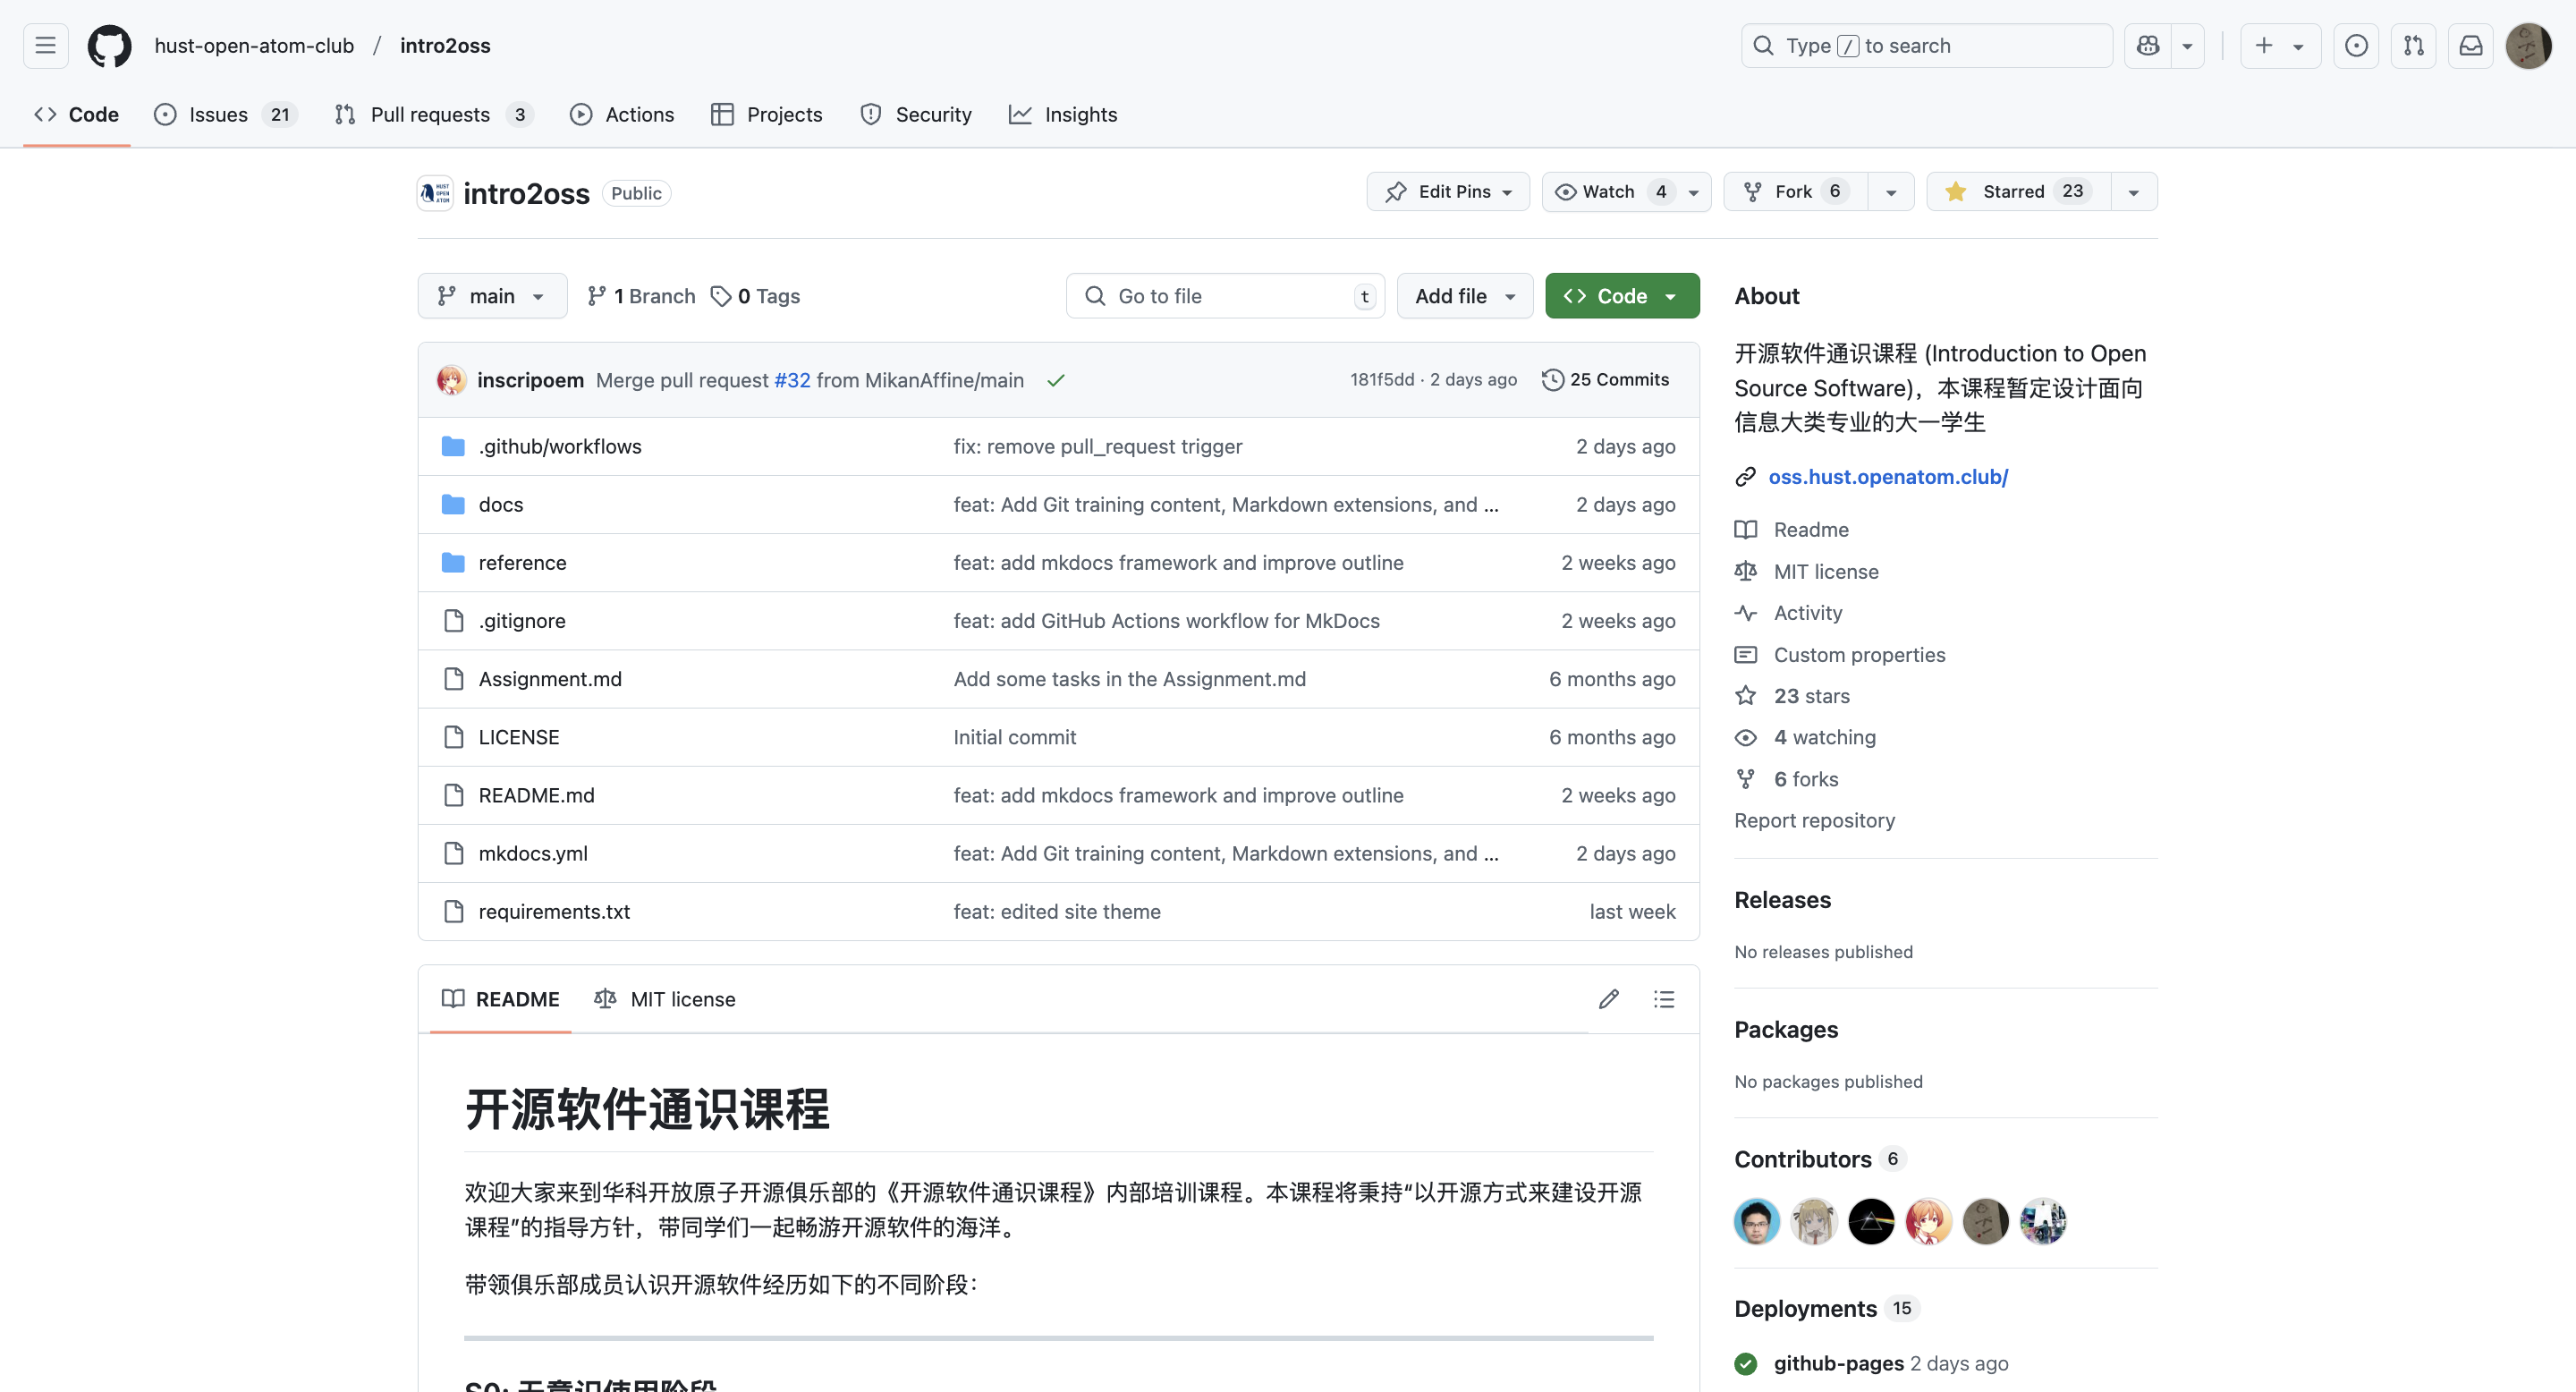 hust-open-atom-club / intro2oss
Type / to search
Code
Issues 21
Pull requests 3
Actions
Projects
Security
Insights
HUST OPEN ATOM
intro2oss Public
Edit Pins
Watch 4
Fork 6
Starred 23
main
1 Branch
0 Tags
Go to file t
Add file
Code
inscripoem Merge pull request #32 from MikanAffine/main
181f5dd · 2 days ago
25 Commits
.github/workflows fix: remove pull_request trigger 2 days ago
docs feat: Add Git training content, Markdown extensions, and ... 2 days ago
reference feat: add mkdocs framework and improve outline 2 weeks ago
.gitignore feat: add GitHub Actions workflow for MkDocs 2 weeks ago
Assignment.md Add some tasks in the Assignment.md 6 months ago
LICENSE Initial commit 6 months ago
README.md feat: add mkdocs framework and improve outline 2 weeks ago
mkdocs.yml feat: Add Git training content, Markdown extensions, and ... 2 days ago
requirements.txt feat: edited site theme last week
README
MIT license
开源软件通识课程
欢迎大家来到华科开放原子开源俱乐部的《开源软件通识课程》内部培训课程。本课程将秉持“以开源方式来建设开源
课程”的指导方针，带同学们一起畅游开源软件的海洋。
带领俱乐部成员认识开源软件经历如下的不同阶段：
S0: 无意识使用阶段
About
开源软件通识课程 (Introduction to Open
Source Software)，本课程暂定设计面向
信息大类专业的大一学生
oss.hust.openatom.club/
Readme
MIT license
Activity
Custom properties
23 stars
4 watching
6 forks
Report repository
Releases
No releases published
Packages
No packages published
Contributors 6
Deployments 15
github-pages 2 days ago